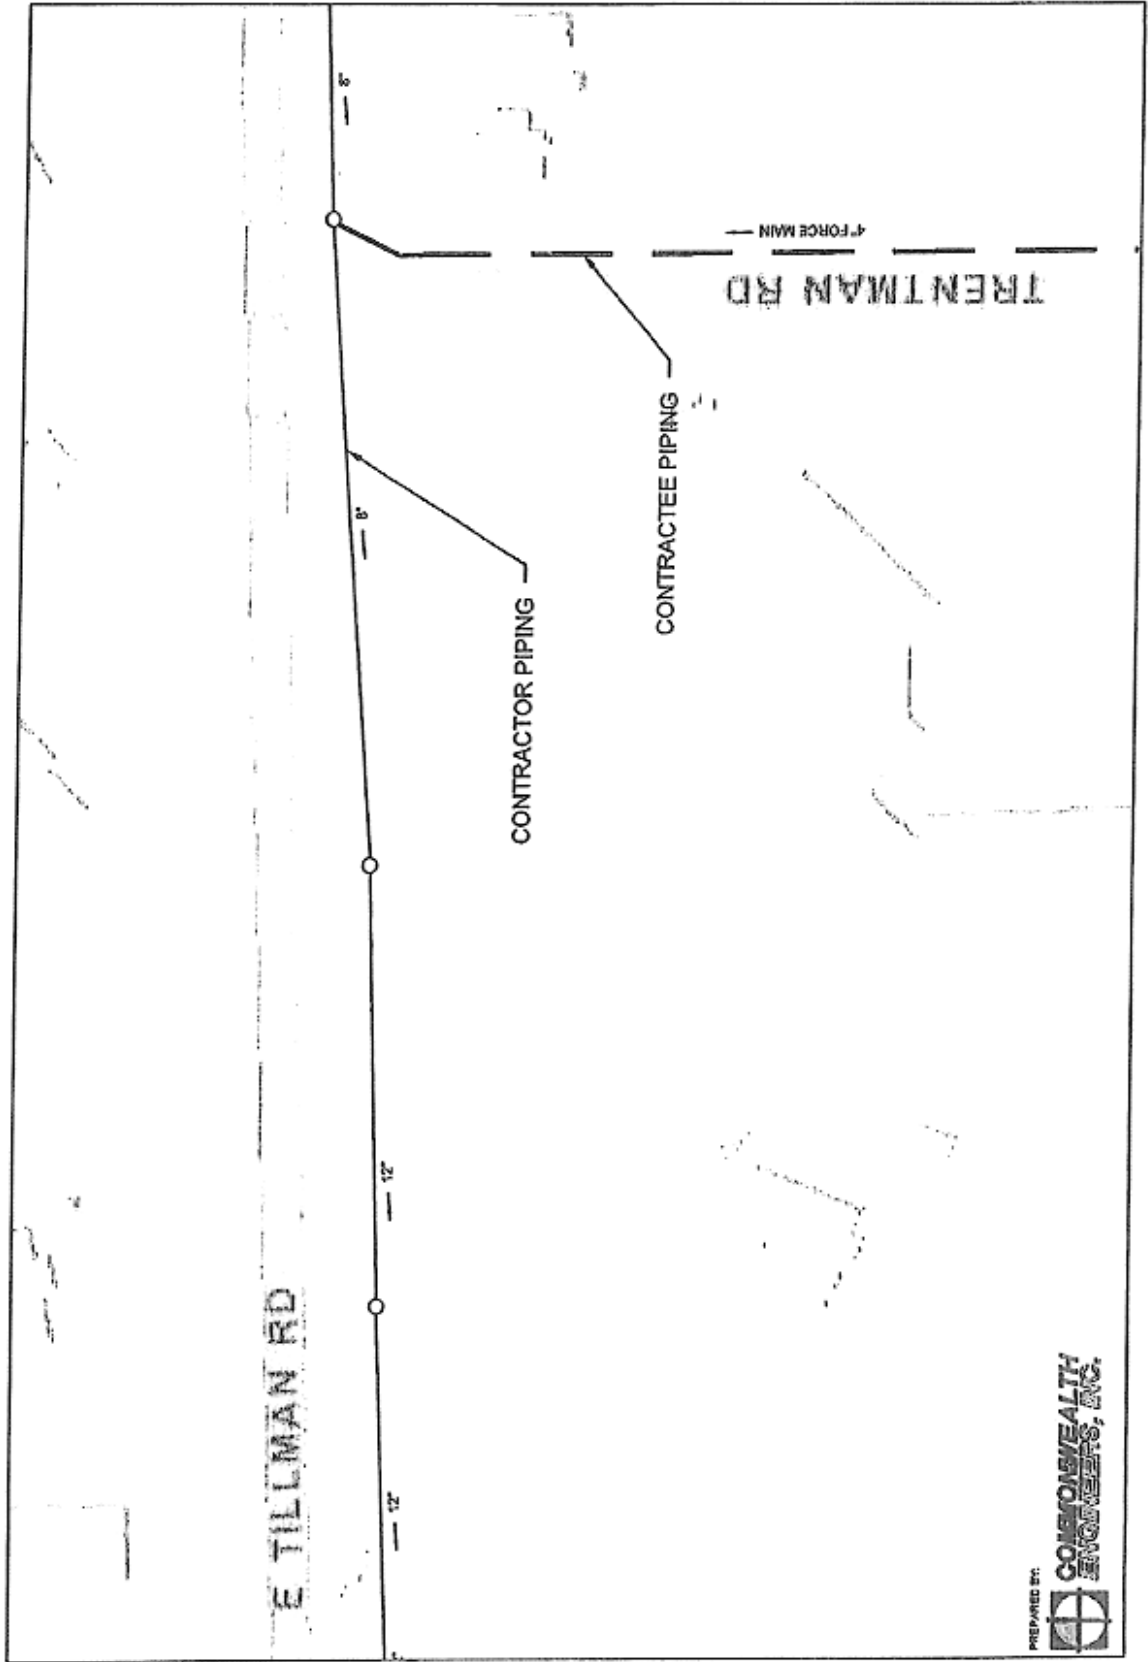 E TILLMAN RD
12"
12"
8"
CONTRACTOR PIPING
CONTRACTEE PIPING
4" FORCE MAIN
TRENTMAN RD
PREPARED BY:
COMMONWEALTH
ENGINEERS, INC.